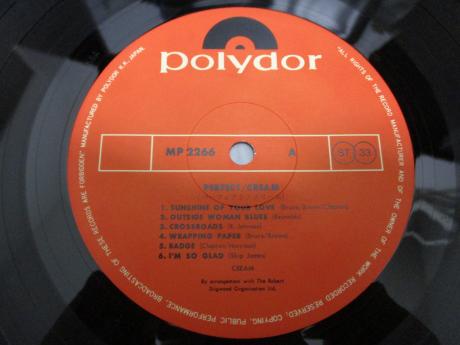 polydor
"ALL RIGHTS OF THE RECORD MANUFACTURER AND OF THE OWNER OF THE WORK RECORDED RESERVED. COPYING, PUBLIC PERFORMANCE, BROADCASTING OF THESE RECORDS ARE FORBIDDEN" MANUFACTURED BY POLYDOR K.K. JAPAN.
MP 2266 A ST 33
PERFECT/CREAM
1. SUNSHINE OF YOUR LOVE (Bruce/Brown/Clapton)
2. OUTSIDE WOMAN BLUES (Reynolds)
3. CROSSROADS (R. Johnson)
4. WRAPPING PAPER (Bruce/Brown)
5. BADGE (Clapton/Harrison)
6. I'M SO GLAD (Skip James)
CREAM
By arrangement with The Robert
Stigwood Organisation Ltd.